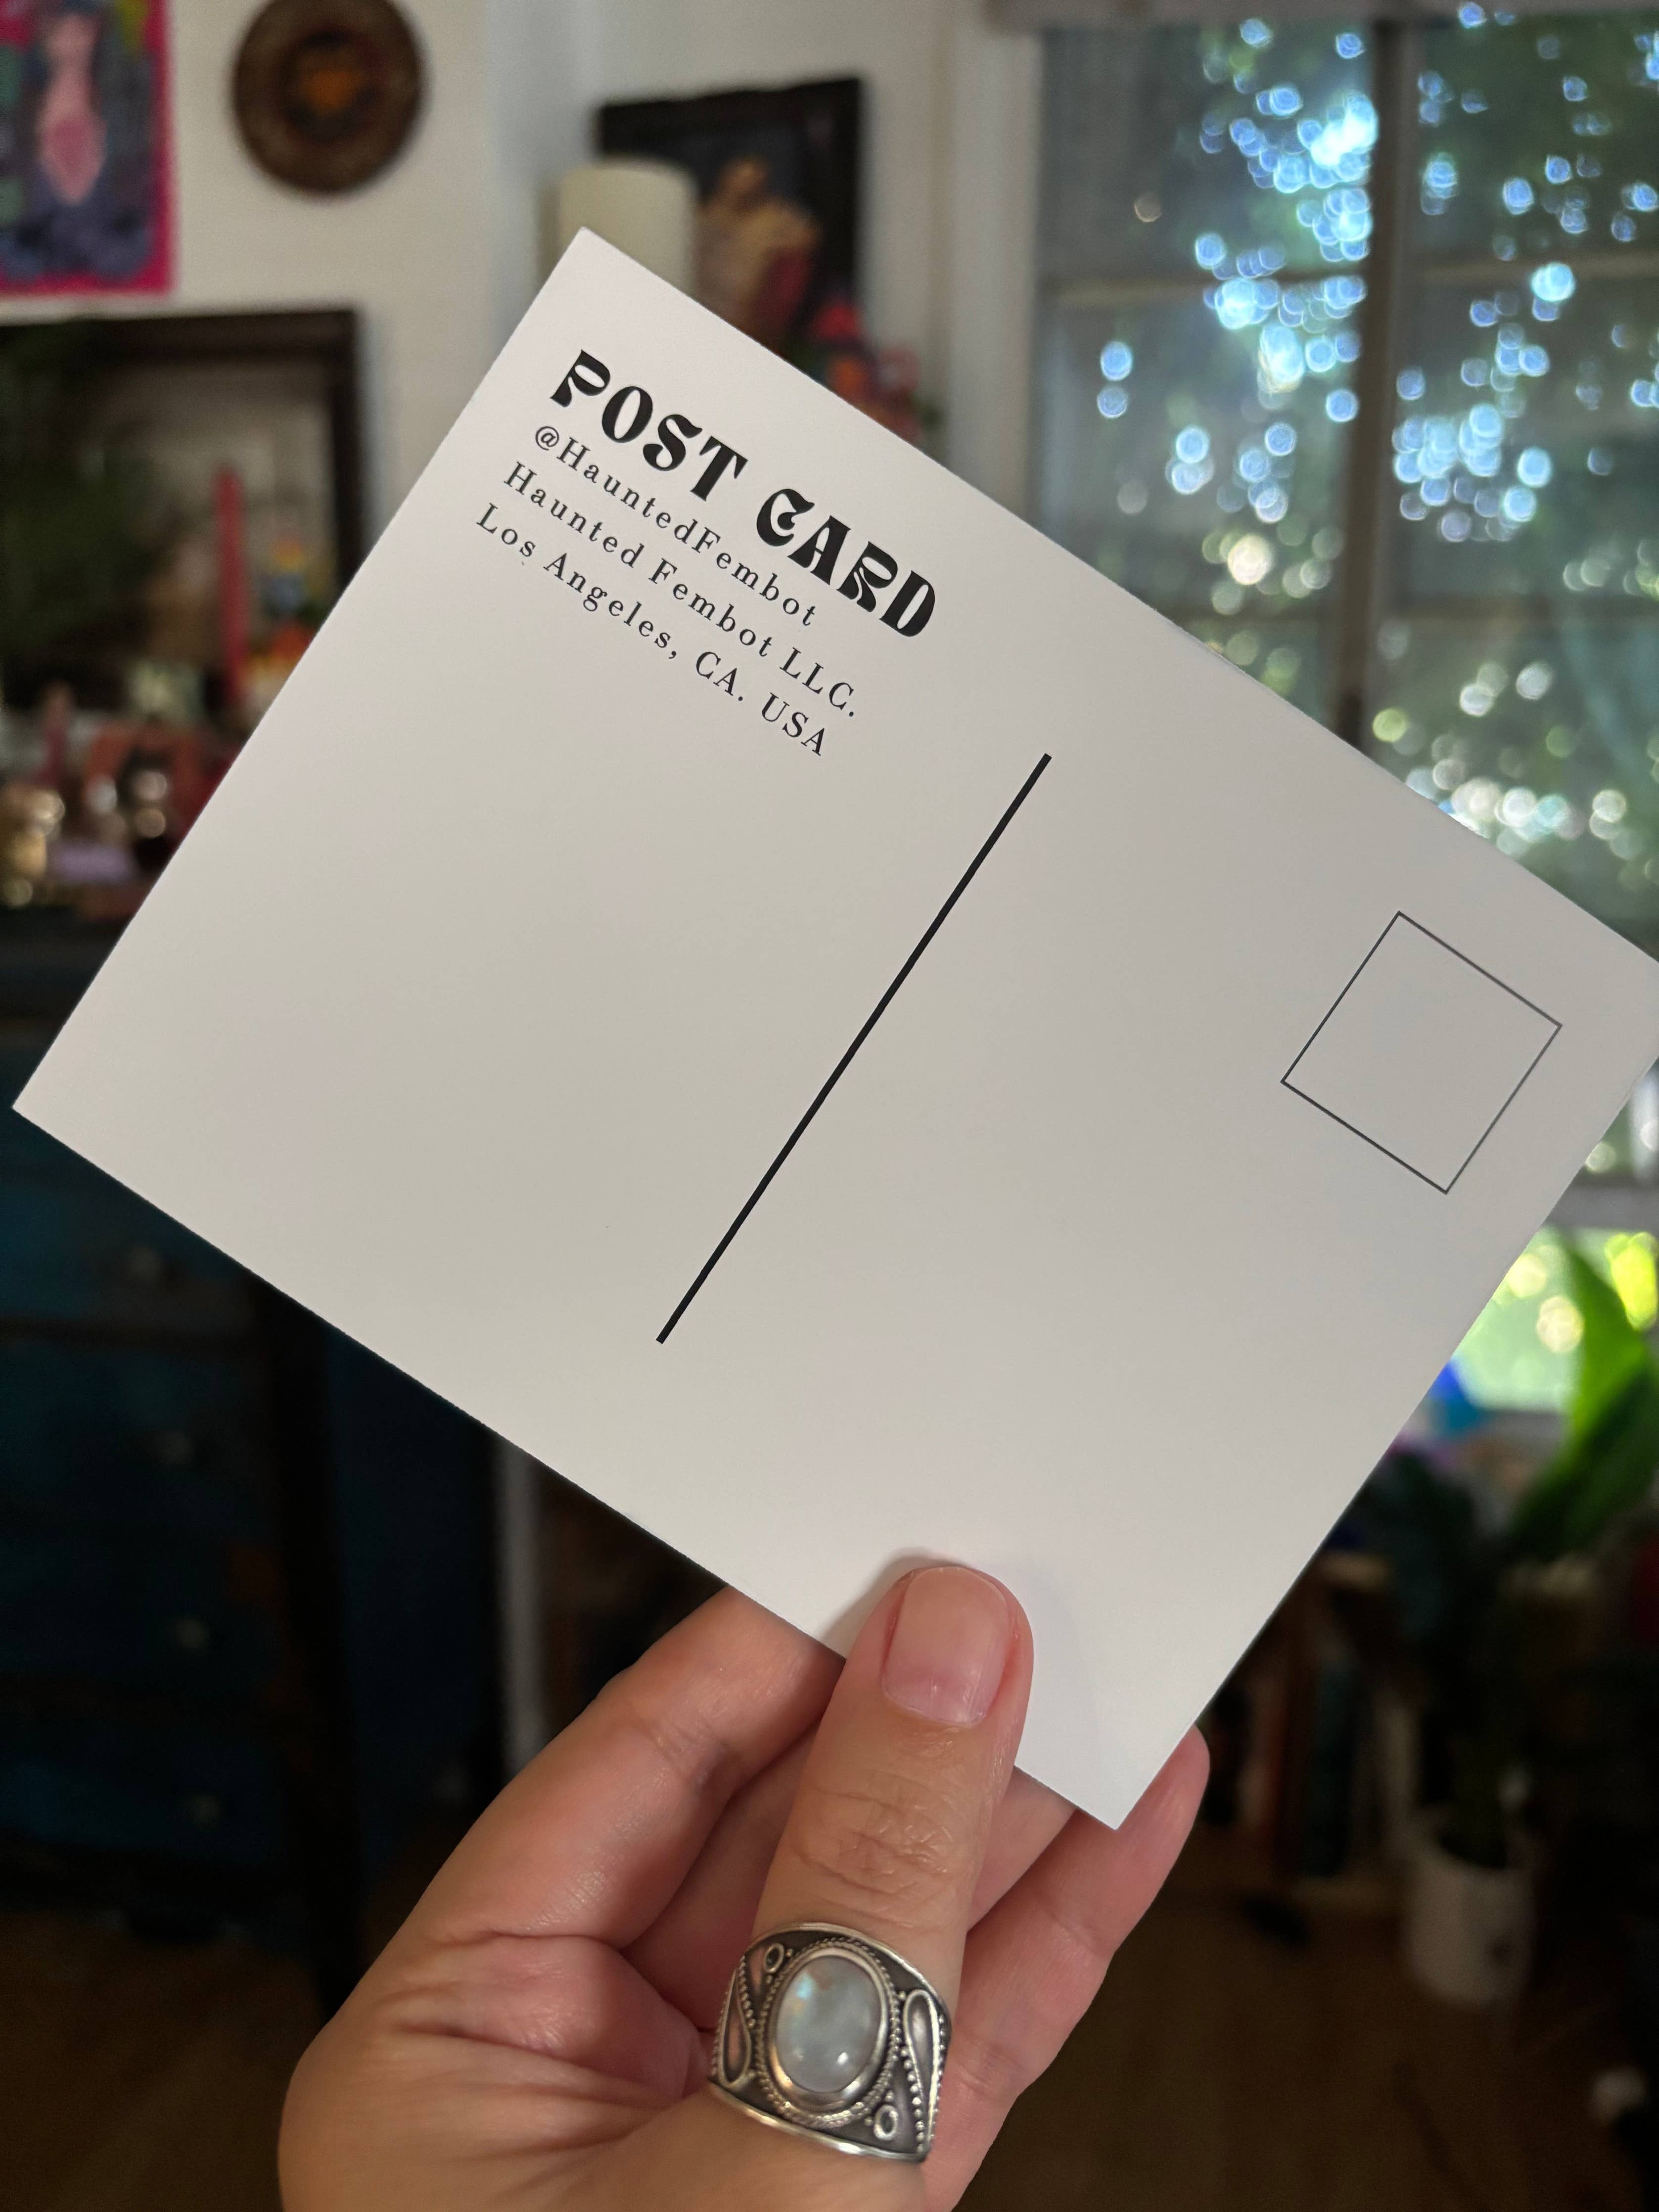 POST CARD
@HauntedFembot
Haunted Fembot LLC.
Los Angeles, CA. USA